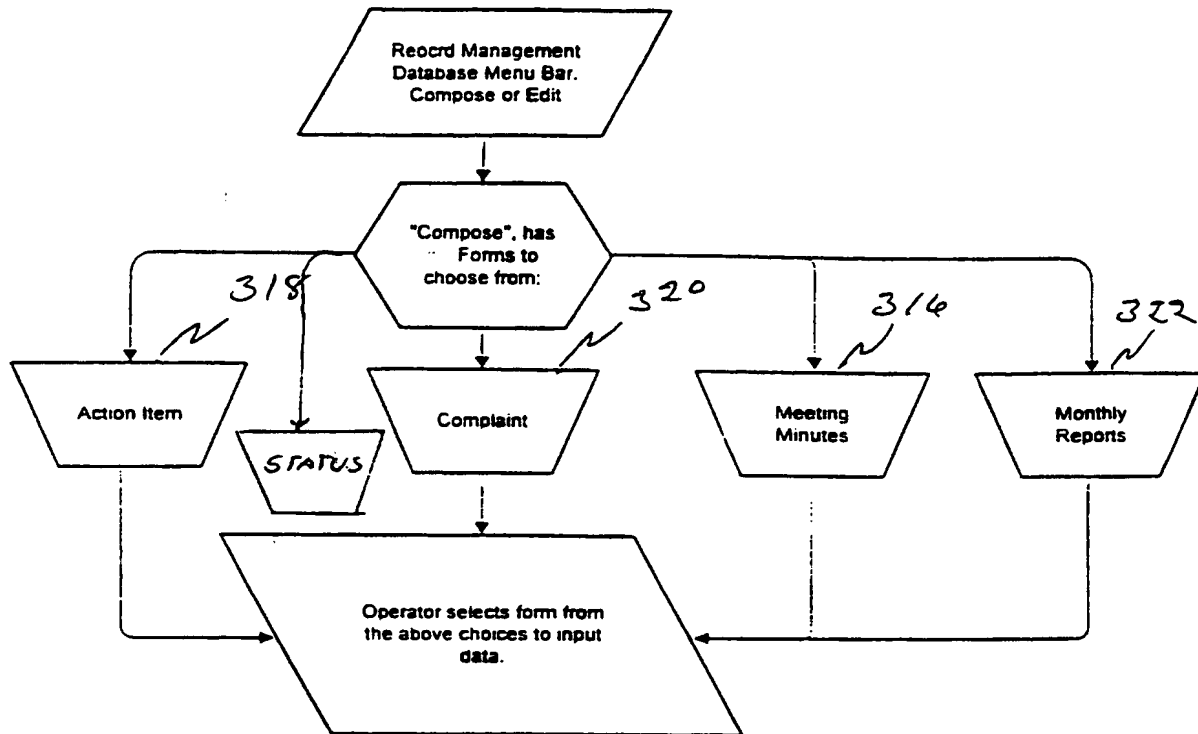 Reocrd Management
Database Menu Bar.
Compose or Edit
"Compose", has
Forms to
choose from:
318
320
316
322
Action Item
STATUS
Complaint
Meeting
Minutes
Monthly
Reports
Operator selects form from
the above choices to input
data.